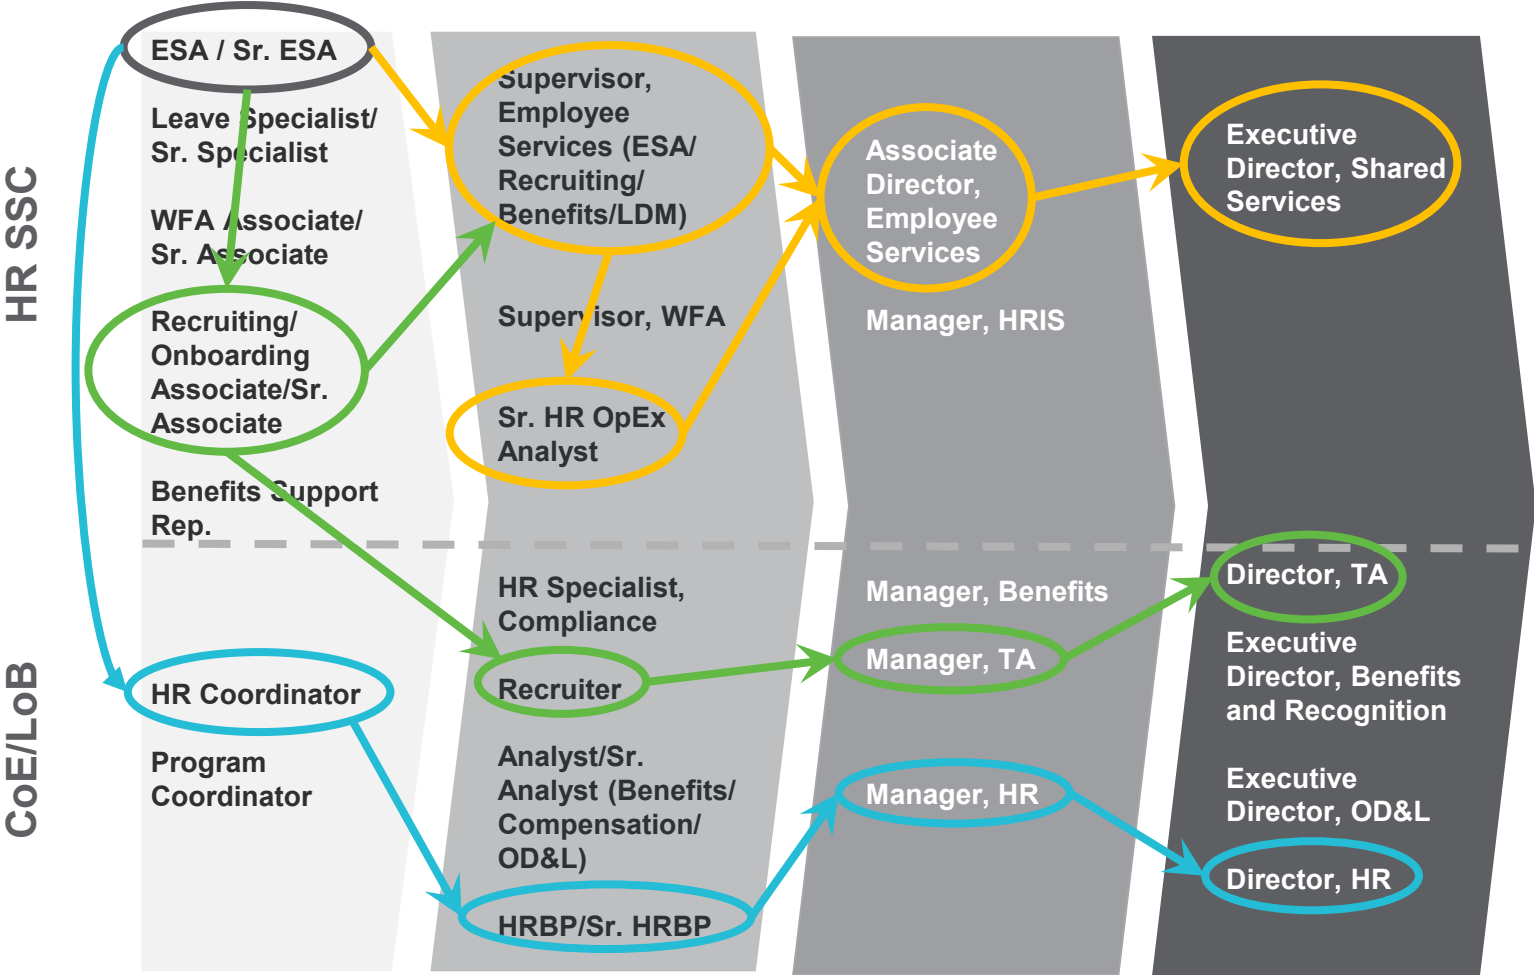 HR SSC
ESA / Sr. ESA
Leave Specialist/
Sr. Specialist
WFA Associate/
Sr. Associate
Recruiting/
Onboarding
Associate/Sr.
Associate
Benefits Support
Rep.
Supervisor,
Employee
Services (ESA/
Recruiting/
Benefits/LDM)
Supervisor, WFA
Sr. HR OpEx
Analyst
Associate
Director,
Employee
Services
Manager, HRIS
Executive
Director, Shared
Services
CoE/LoB
HR Coordinator
Program
Coordinator
HR Specialist,
Compliance
Recruiter
Analyst/Sr.
Analyst (Benefits/
Compensation/
OD&L)
HRBP/Sr. HRBP
Manager, Benefits
Manager, TA
Manager, HR
Director, TA
Executive
Director, Benefits
and Recognition
Executive
Director, OD&L
Director, HR